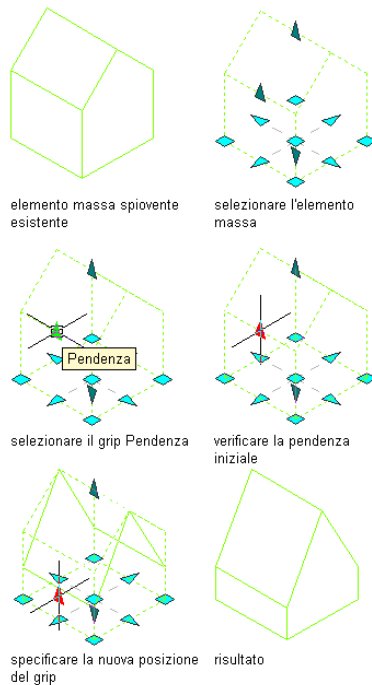 elemento massa spiovente
esistente
selezionare l'elemento
massa
Pendenza
selezionare il grip Pendenza
verificare la pendenza
iniziale
specificare la nuova posizione
del grip
risultato